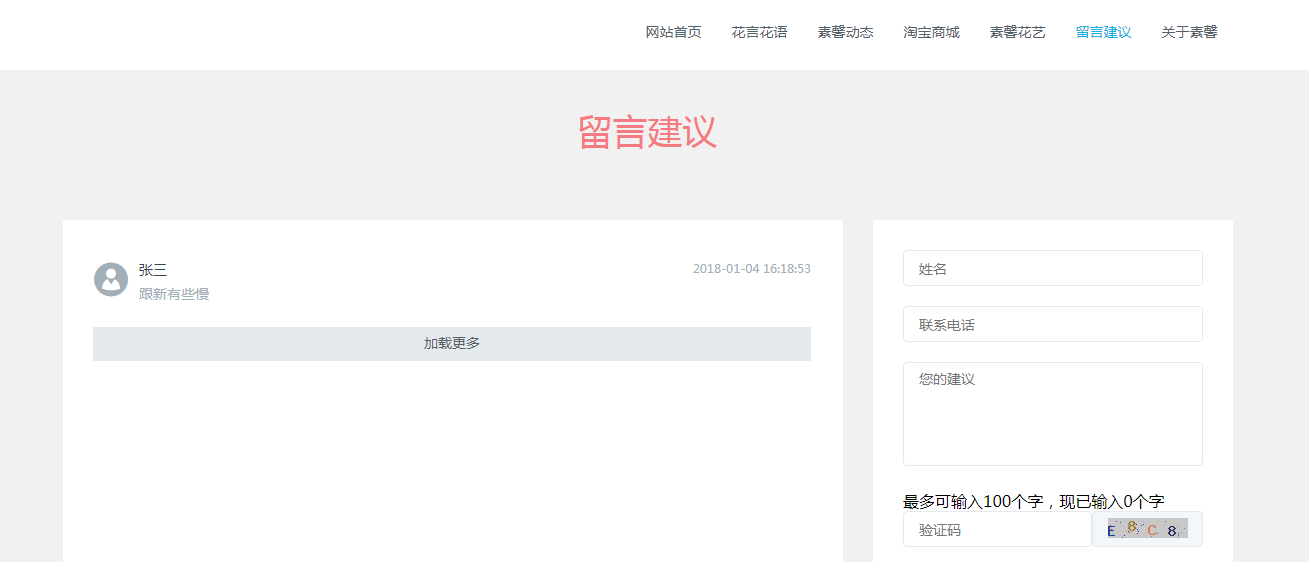 网站首页 花言花语 素馨动态 淘宝商城 素馨花艺 留言建议 关于素馨
留言建议
张三 2018-01-04 16:18:53
跟新有些慢
加载更多
姓名
联系电话
您的建议
最多可输入100个字，现已输入0个字
验证码 E8C8